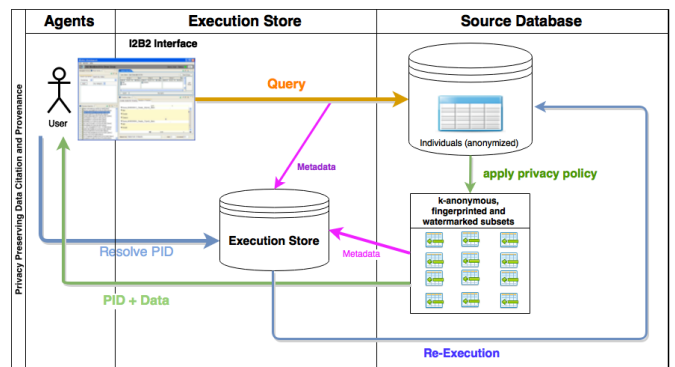 Agents
Execution Store
Source Database
Privacy Preserving Data Citation and Provenance
I2B2 Interface
User
Query
Individuals (anonymized)
Metadata
apply privacy policy
k-anonymous,
fingerprinted and
watermarked subsets
Execution Store
Metadata
Resolve PID
PID + Data
Re-Execution